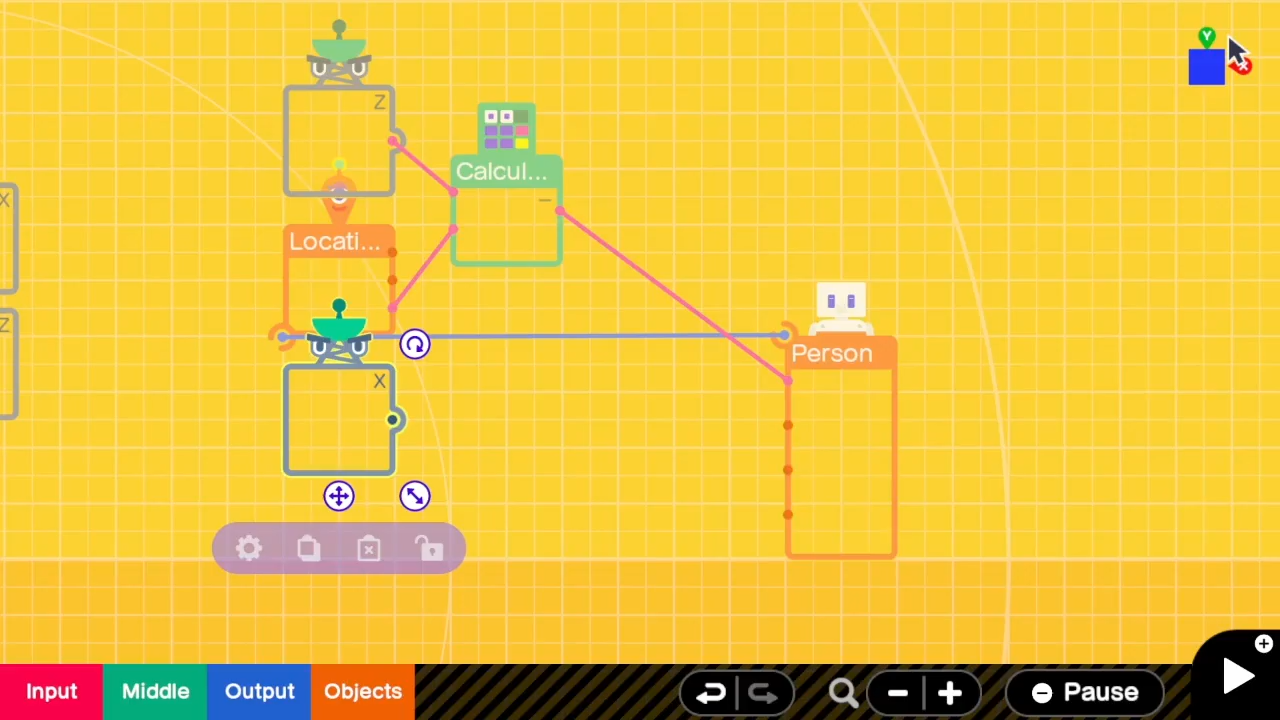 Y
Z
Calcul...
X
Locati...
Z
Person
X
Input
Middle
Output
Objects
Pause